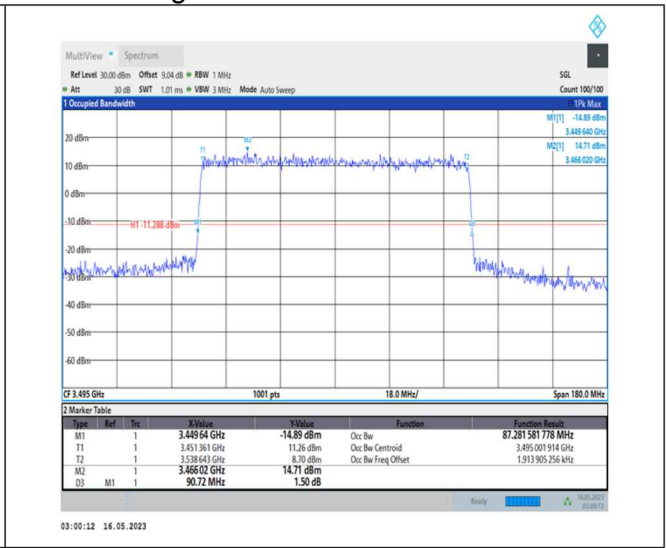 MultiView Spectrum
Ref Level 30.00 dBm Offset 9.04 dB RBW 1 MHz SGL
Att 30 dB SWT 1.01 ms VBW 3 MHz Mode Auto Sweep Count 100/100
1 Occupied Bandwidth 1Pk Max
M1[1] -14.89 dBm
3.449 640 GHz
M2[1] 14.71 dBm
3.466 020 GHz
20 dBm
M2
T1
T2
10 dBm
0 dBm
-10 dBm
H1 -11.288 dBm
-20 dBm
-30 dBm
-40 dBm
-50 dBm
-60 dBm
CF 3.495 GHz 1001 pts 18.0 MHz/ Span 180.0 MHz
2 Marker Table
Type Ref Trc X-Value Y-Value Function Function Result
M1 1 3.449 64 GHz -14.89 dBm Occ Bw 87.281 581 778 MHz
T1 1 3.451 361 GHz 11.26 dBm Occ Bw Centroid 3.495 001 914 GHz
T2 1 3.538 643 GHz 8.70 dBm Occ Bw Freq Offset 1.913 905 256 kHz
M2 1 3.466 02 GHz 14.71 dBm
D3 M1 1 90.72 MHz 1.50 dB
Ready 16.05.2023
03:00:12
03:00:12 16.05.2023